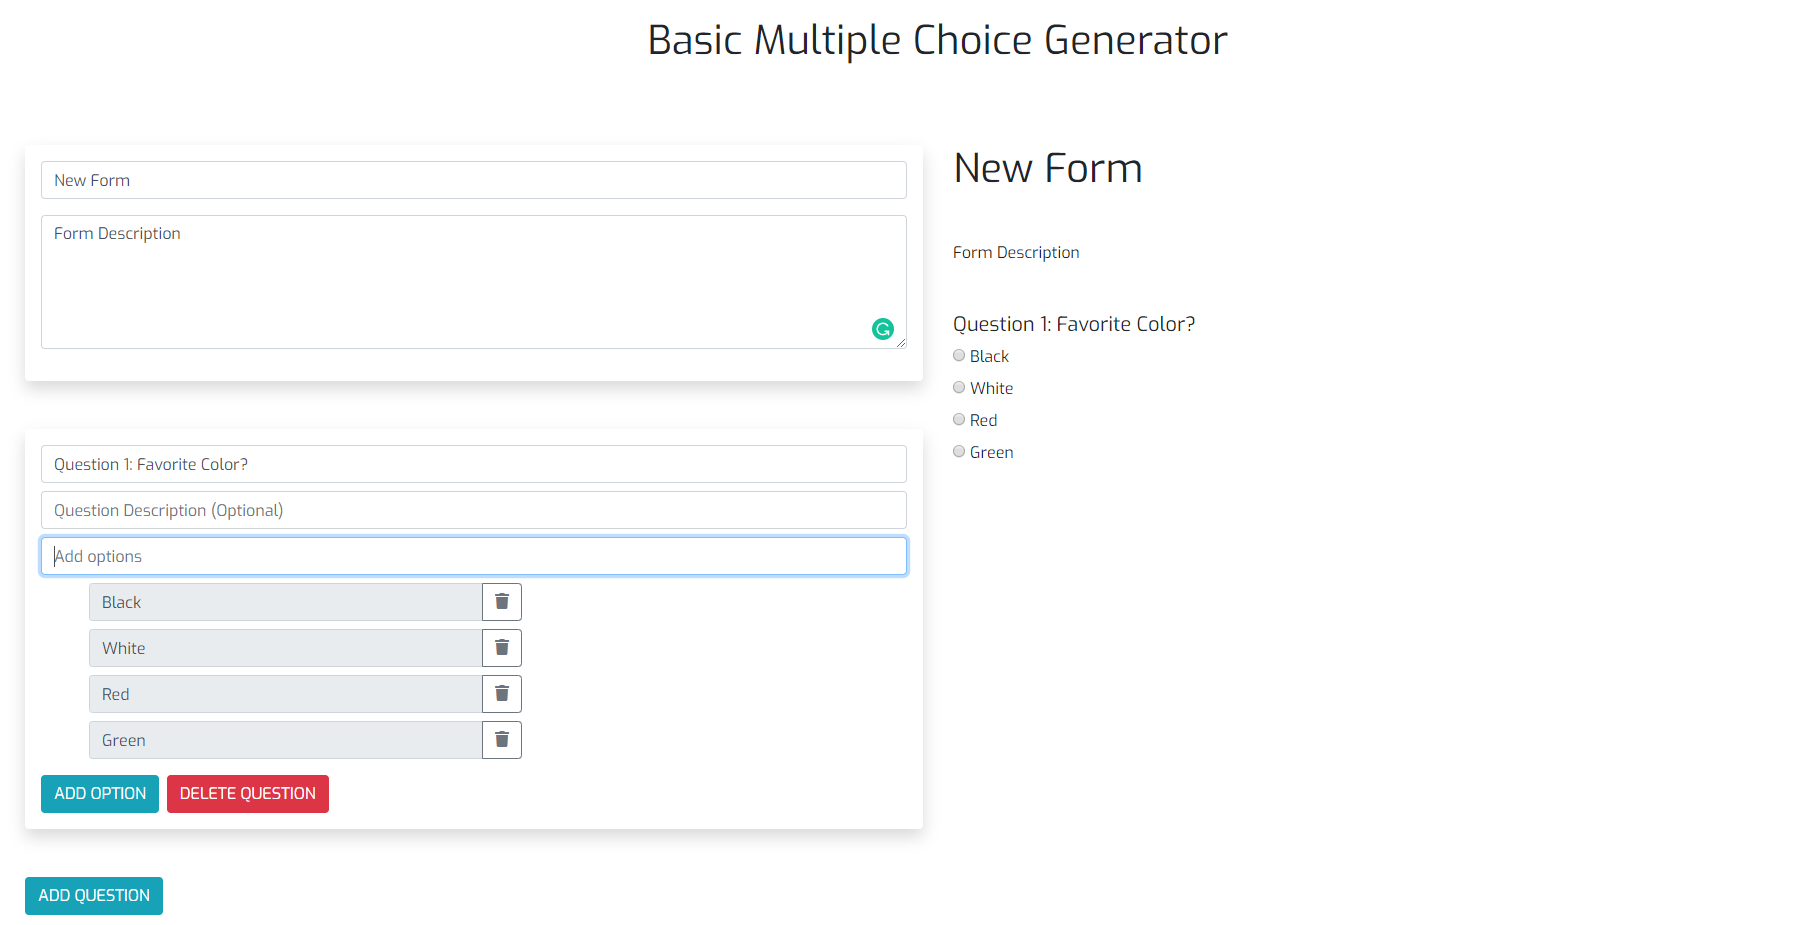 Basic Multiple Choice Generator
New Form
Form Description
Question 1: Favorite Color?
Question Description (Optional)
Add options
Black
White
Red
Green
ADD OPTION
DELETE QUESTION
ADD QUESTION
New Form
Form Description
Question 1: Favorite Color?
Black
White
Red
Green